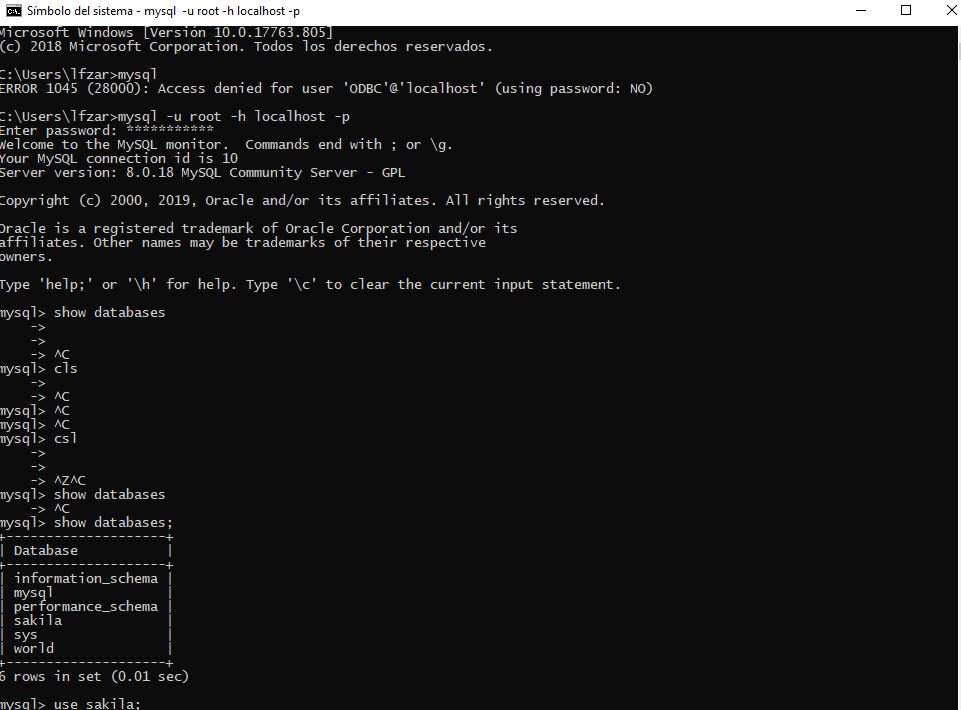 Símbolo del sistema - mysql -u root -h localhost -p
Microsoft Windows [Versión 10.0.17763.805]
(c) 2018 Microsoft Corporation. Todos los derechos reservados.
C:\Users\lfzar>mysql
ERROR 1045 (28000): Access denied for user 'ODBC'@'localhost' (using password: NO)
C:\Users\lfzar>mysql -u root -h localhost -p
Enter password: ***********
Welcome to the MySQL monitor.  Commands end with ; or \g.
Your MySQL connection id is 10
Server version: 8.0.18 MySQL Community Server - GPL
Copyright (c) 2000, 2019, Oracle and/or its affiliates. All rights reserved.
Oracle is a registered trademark of Oracle Corporation and/or its
affiliates. Other names may be trademarks of their respective
owners.
Type 'help;' or '\h' for help. Type '\c' to clear the current input statement.
mysql> show databases
    ->
    ->
    -> ^C
mysql> cls
    ->
    -> ^C
mysql> ^C
mysql> ^C
mysql> csl
    ->
    ->
    -> ^Z^C
mysql> show databases
    -> ^C
mysql> show databases;
+--------------------+
| Database           |
+--------------------+
| information_schema |
| mysql              |
| performance_schema |
| sakila             |
| sys                |
| world              |
+--------------------+
6 rows in set (0.01 sec)
mysql> use sakila;